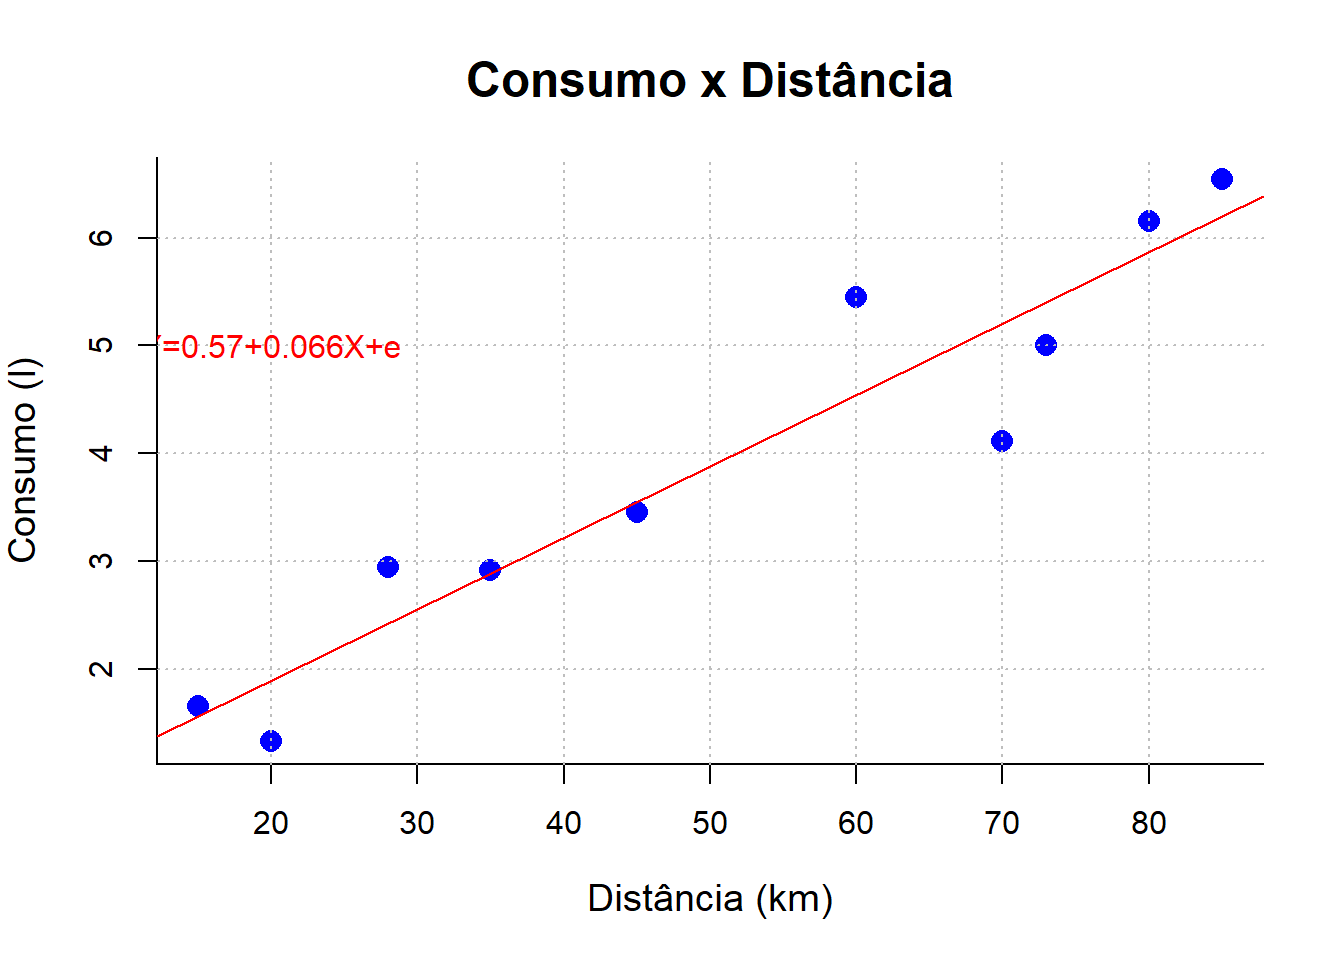 Consumo x Distância
Consumo (l)
6
5
4
3
2
=0.57+0.066X+e
20 30 40 50 60 70 80
Distância (km)